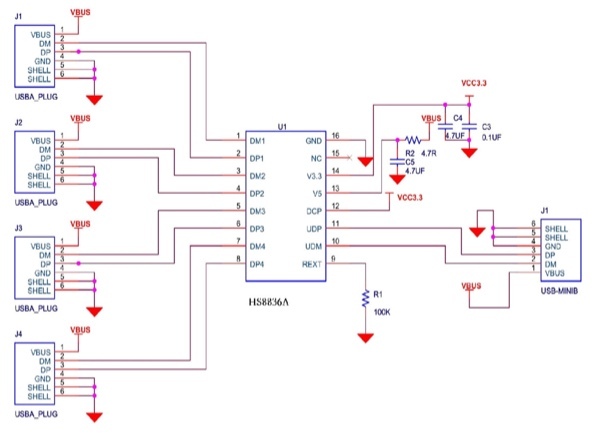 J1
VBUS
VBUS 1
DM 2
DP 3
GND 4
SHELL 5
SHELL 6
USBA_PLUG
J2
VBUS
VBUS 1
DM 2
DP 3
GND 4
SHELL 5
SHELL 6
USBA_PLUG
J3
VBUS
VBUS 1
DM 2
DP 3
GND 4
SHELL 5
SHELL 6
USBA_PLUG
J4
VBUS
VBUS 1
DM 2
DP 3
GND 4
SHELL 5
SHELL 6
USBA_PLUG
U1
1 DM1 GND 16
2 DP1 NC 15
3 DM2 V3.3 14
4 DP2 V5 13
5 DM3 DCP 12
6 DP3 UDP 11
7 DM4 UDM 10
8 DP4 REXT 9
HS8836A
VCC3.3
VBUS
C4
4.7UF
C3
0.1UF
R2 4.7R
C5
4.7UF
VCC3.3
R1
100K
VBUS
J1
6 SHELL
5 SHELL
4 GND
3 DP
2 DM
1 VBUS
USB-MINIB